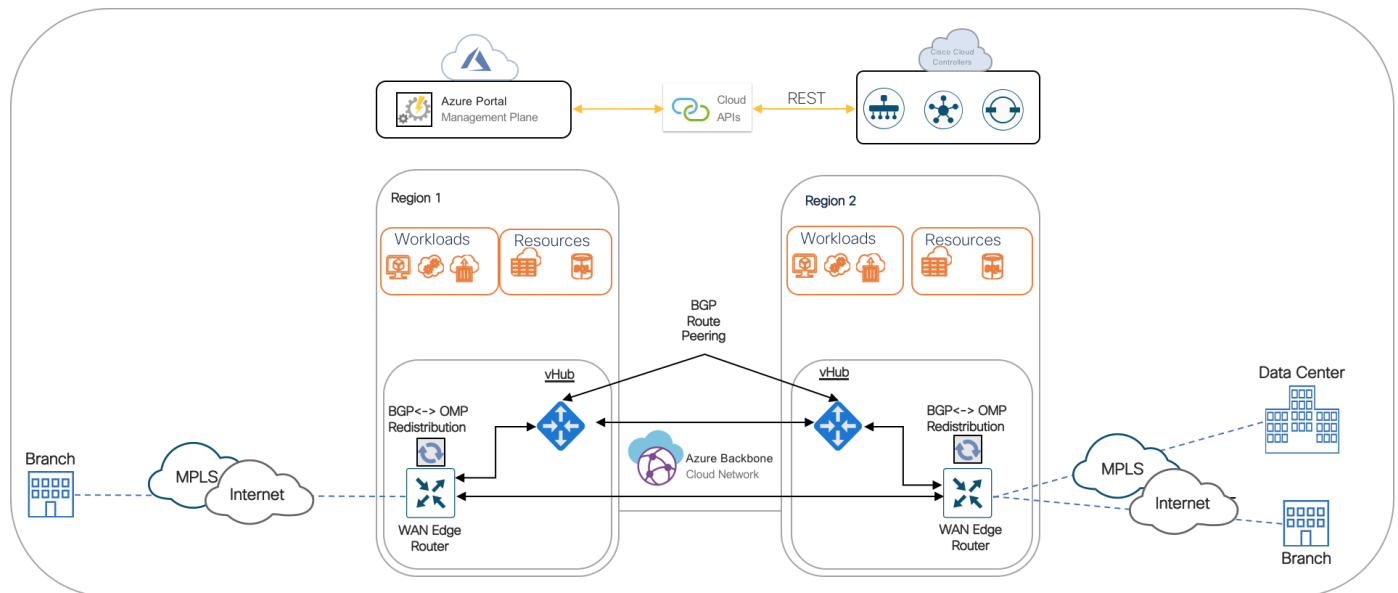 Cisco Cloud
Controllers
Azure Portal
Management Plane
Cloud
APIs
REST
Region 1
Workloads
Resources
SQL
Region 2
Workloads
Resources
SQL
BGP
Route
Peering
vHub
BGP<-> OMP
Redistribution
WAN Edge
Router
Azure Backbone
Cloud Network
vHub
BGP<-> OMP
Redistribution
WAN Edge
Router
Branch
MPLS
Internet
MPLS
Internet
Data Center
Branch